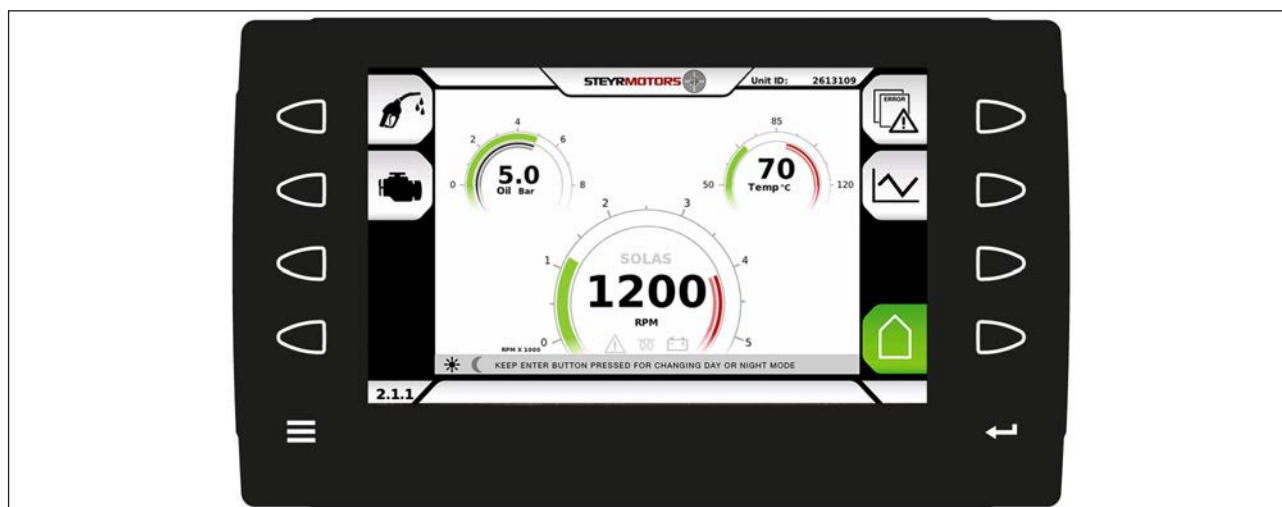 STEYRMOTORS
Unit ID: 2613109
ERROR
0 2 4 6 8
5.0
Oil Bar
50 85 120
70
Temp °C
0 1 2 3 4 5
SOLAS
1200
RPM
RPM X 1000
KEEP ENTER BUTTON PRESSED FOR CHANGING DAY OR NIGHT MODE
2.1.1